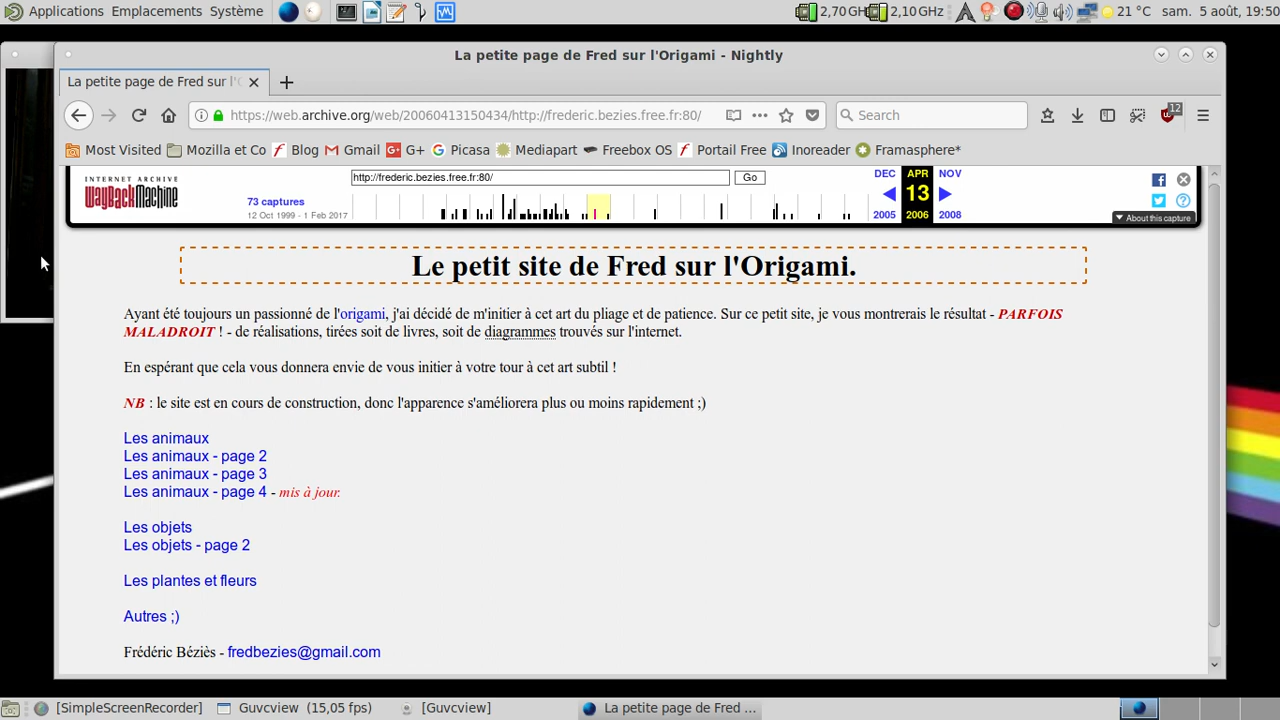 Applications Emplacements Système 2,70 GH 2,10 GHz 21 °C sam. 5 août, 19:50
La petite page de Fred sur l'Origami - Nightly
La petite page de Fred sur l'O
https://web.archive.org/web/20060413150434/http://frederic.bezies.free.fr:80/ Search 12
Most Visited Mozilla et Co Blog Gmail G+ Picasa Mediapart Freebox OS Portail Free Inoreader Framasphere*
INTERNET ARCHIVE
WayBackMachine
http://frederic.bezies.free.fr:80/ Go
73 captures
12 Oct 1999 - 1 Feb 2017
DEC APR NOV
13
2005 2006 2008
About this capture
Le petit site de Fred sur l'Origami.
Ayant été toujours un passionné de l'origami, j'ai décidé de m'initier à cet art du pliage et de patience. Sur ce petit site, je vous montrerais le résultat - PARFOIS
MALADROIT ! - de réalisations, tirées soit de livres, soit de diagrammes trouvés sur l'internet.
En espérant que cela vous donnera envie de vous initier à votre tour à cet art subtil !
NB : le site est en cours de construction, donc l'apparence s'améliorera plus ou moins rapidement ;)
Les animaux
Les animaux - page 2
Les animaux - page 3
Les animaux - page 4 - mis à jour.
Les objets
Les objets - page 2
Les plantes et fleurs
Autres ;)
Frédéric Béziès - fredbezies@gmail.com
[SimpleScreenRecorder] Guvcview (15,05 fps) [Guvcview] La petite page de Fred ...